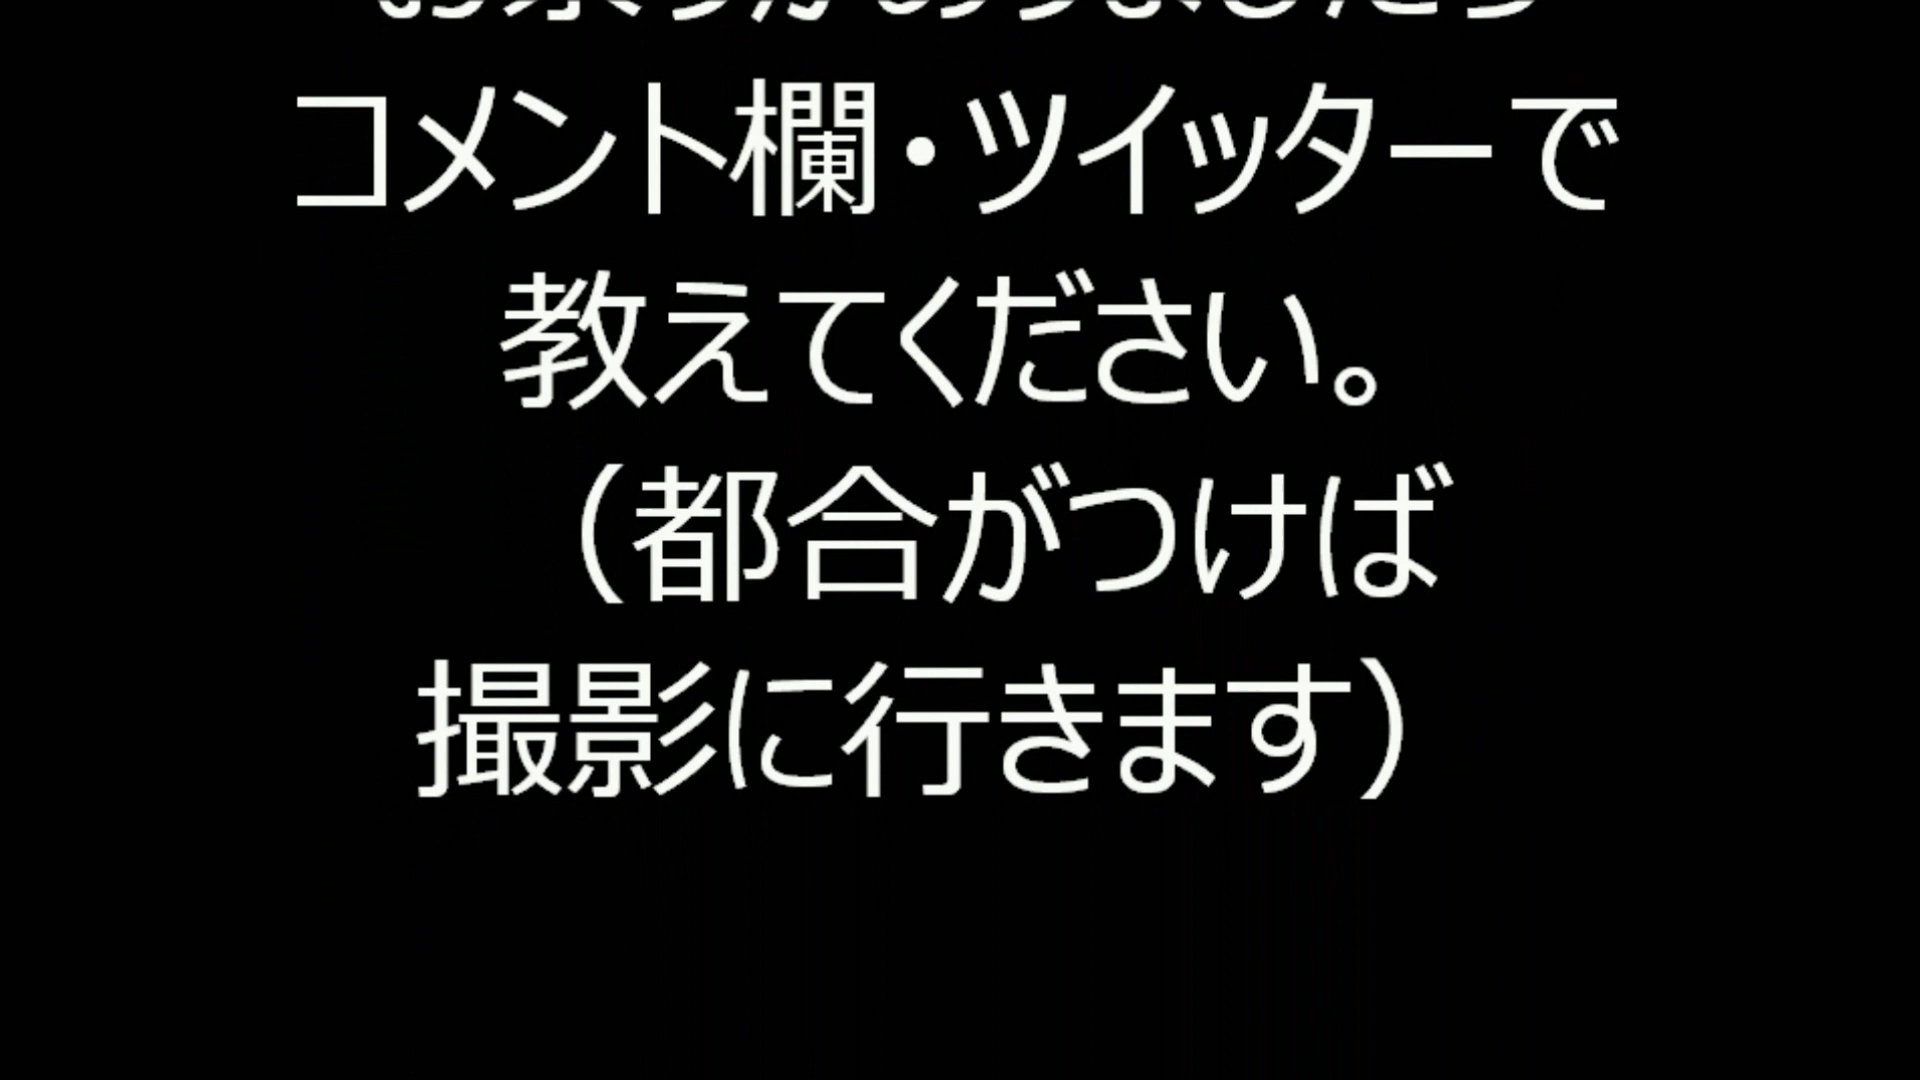 コメント欄・ツイッターで
教えてください。
（都合がつけば
撮影に行きます）